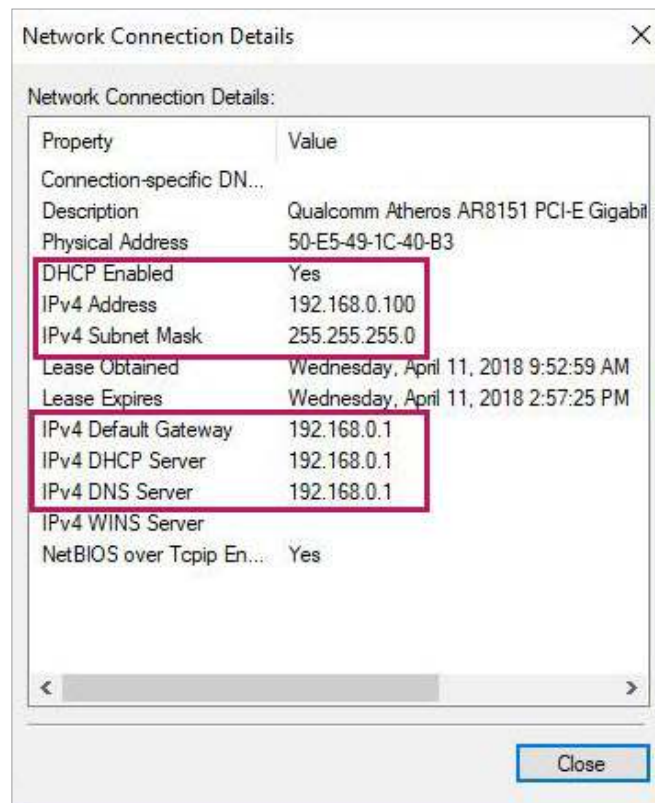 Network Connection Details
Network Connection Details:
Property Value
Connection-specific DN...
Description Qualcomm Atheros AR8151 PCI-E Gigabit
Physical Address 50-E5-49-1C-40-B3
DHCP Enabled Yes
IPv4 Address 192.168.0.100
IPv4 Subnet Mask 255.255.255.0
Lease Obtained Wednesday, April 11, 2018 9:52:59 AM
Lease Expires Wednesday, April 11, 2018 2:57:25 PM
IPv4 Default Gateway 192.168.0.1
IPv4 DHCP Server 192.168.0.1
IPv4 DNS Server 192.168.0.1
IPv4 WINS Server
NetBIOS over Tcpip En... Yes
Close